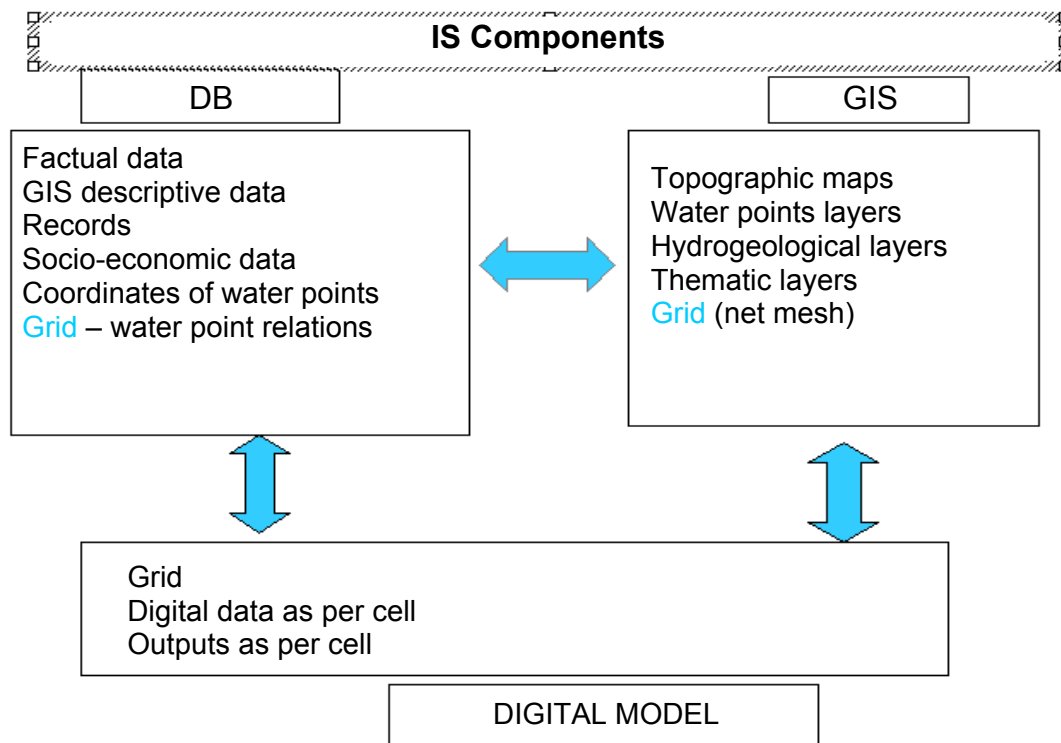 IS Components
DB
Factual data
GIS descriptive data
Records
Socio-economic data
Coordinates of water points
Grid – water point relations
GIS
Topographic maps
Water points layers
Hydrogeological layers
Thematic layers
Grid (net mesh)
Grid
Digital data as per cell
Outputs as per cell
DIGITAL MODEL